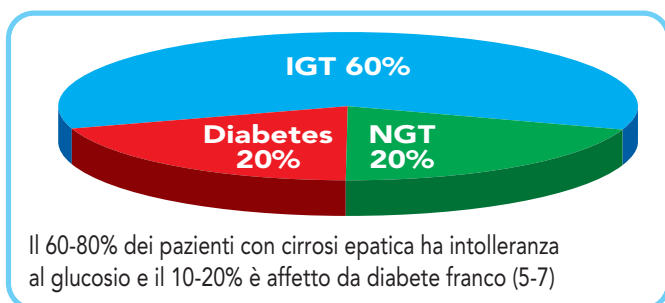 IGT 60%
Diabetes
20%
NGT
20%
Il 60-80% dei pazienti con cirrosi epatica ha intolleranza
al glucosio e il 10-20% è affetto da diabete franco (5-7)